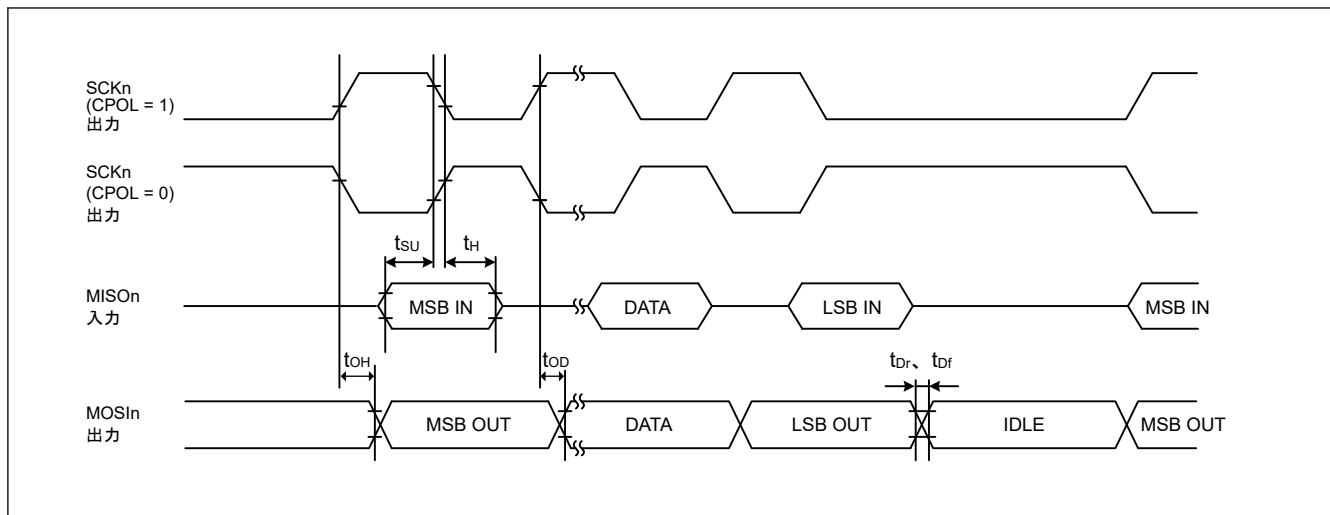 SCKn
(CPOL = 1)
出力
SCKn
(CPOL = 0)
出力
tSU
tH
MISOn
入力
MSB IN
DATA
LSB IN
MSB IN
tOH
tOD
tDr、tDf
MOSIn
出力
MSB OUT
DATA
LSB OUT
IDLE
MSB OUT